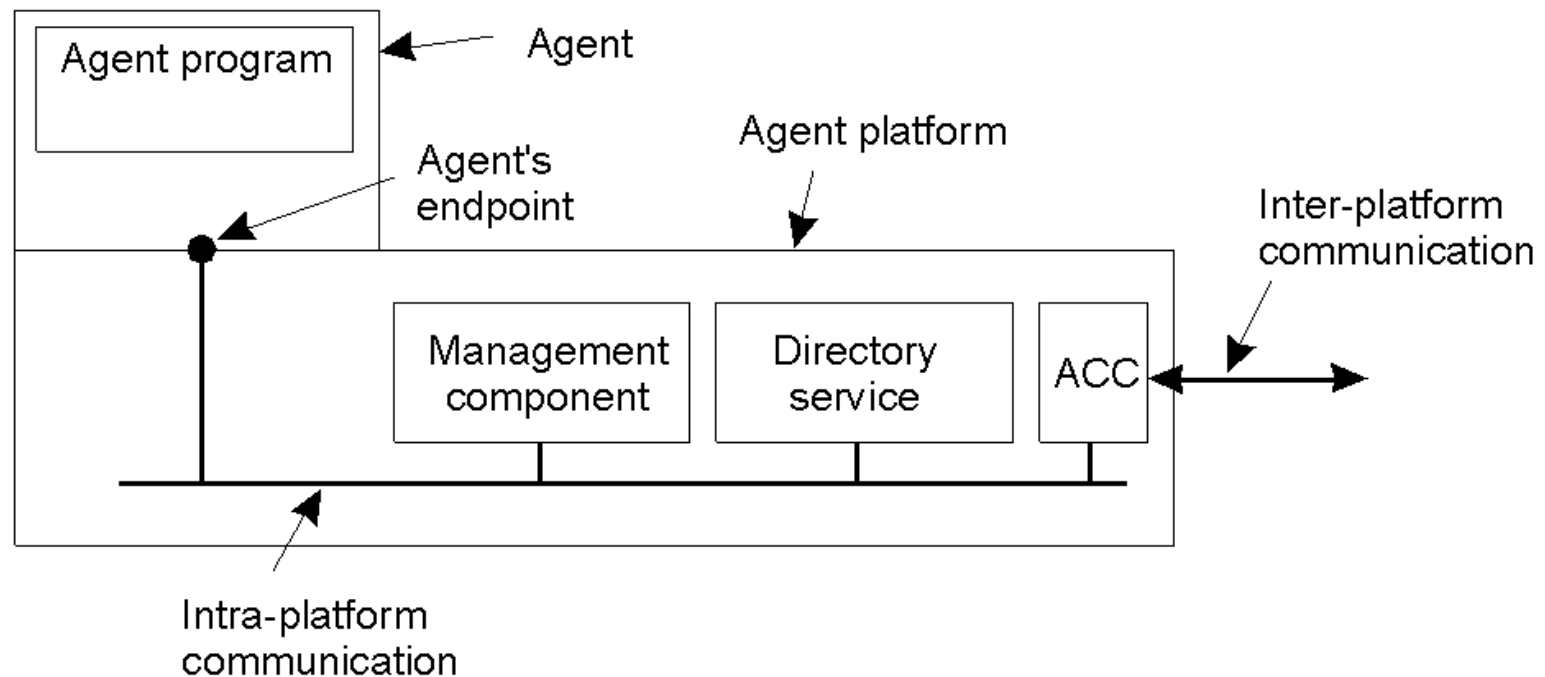 Agent program
Agent
Agent platform
Agent's
endpoint
Inter-platform
communication
Management
component
Directory
service
ACC
Intra-platform
communication